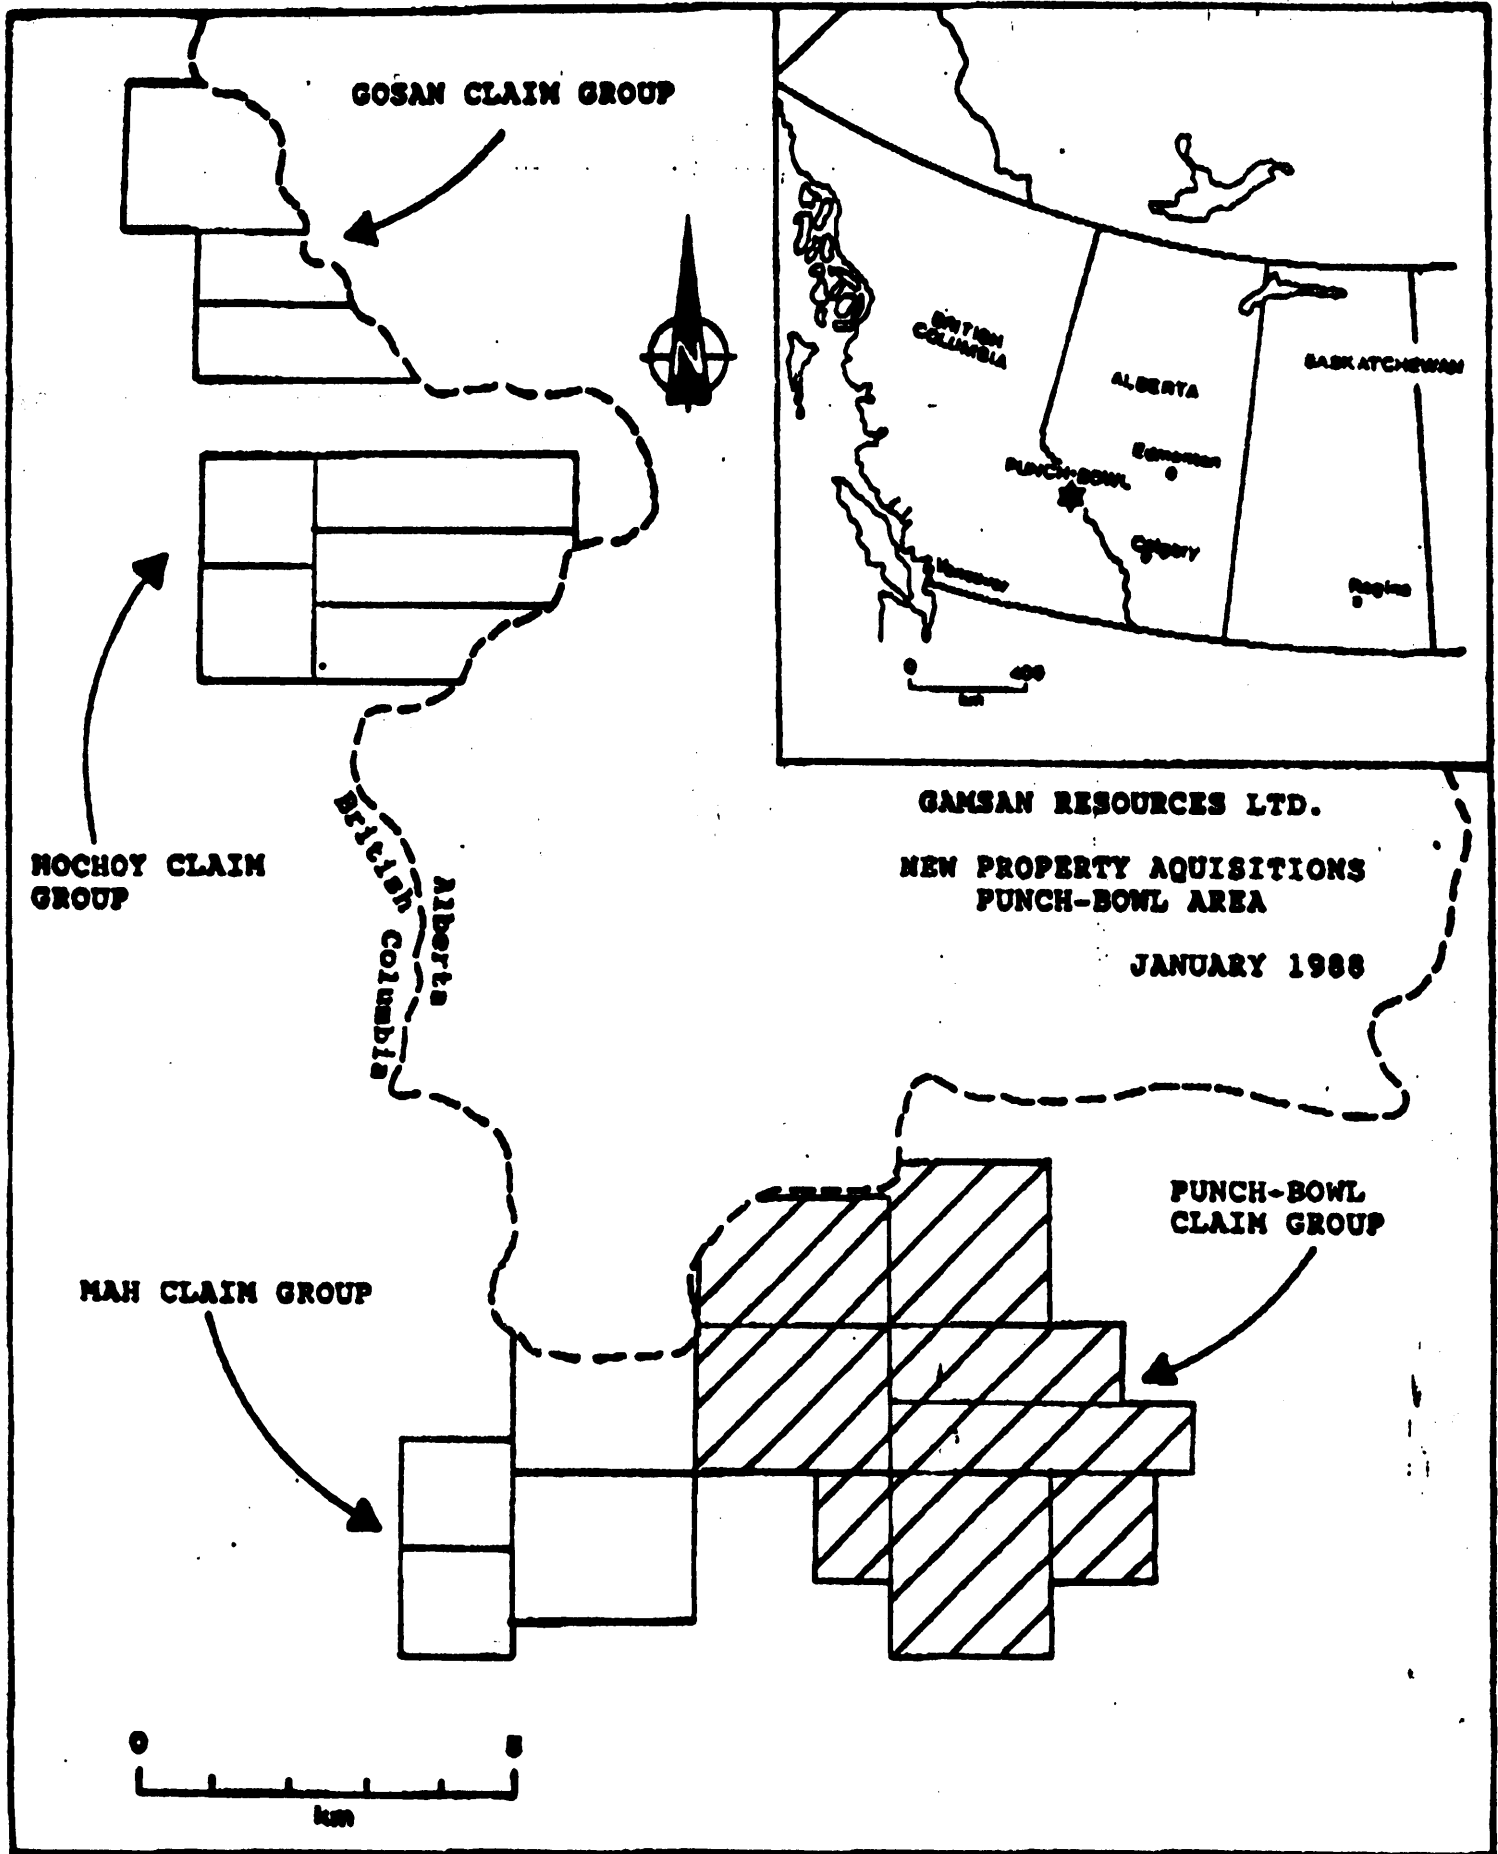 GOSAN CLAIM GROUP
N
BRITISH
COLUMBIA
ALBERTA
SASKATCHEWAN
Edmonton
PUNCH-BOWL
Calgary
Vancouver
Regina
0 400
km
GAMSAN RESOURCES LTD.
NEW PROPERTY AQUISITIONS
PUNCH-BOWL AREA
JANUARY 1988
HOCHOY CLAIM
GROUP
British Columbia
Alberta
PUNCH-BOWL
CLAIM GROUP
MAH CLAIM GROUP
0 5
km